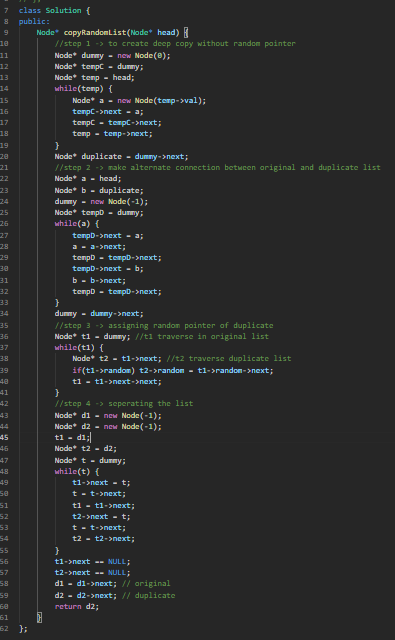 7 class Solution {
8 public:
9 Node* copyRandomList(Node* head) {
10 //step 1 -> to create deep copy without random pointer
11 Node* dummy = new Node(0);
12 Node* tempC = dummy;
13 Node* temp = head;
14 while(temp) {
15 Node* a = new Node(temp->val);
16 tempC->next = a;
17 tempC = tempC->next;
18 temp = temp->next;
19 }
20 Node* duplicate = dummy->next;
21 //step 2 -> make alternate connection between original and duplicate list
22 Node* a = head;
23 Node* b = duplicate;
24 dummy = new Node(-1);
25 Node* tempD = dummy;
26 while(a) {
27 tempD->next = a;
28 a = a->next;
29 tempD = tempD->next;
30 tempD->next = b;
31 b = b->next;
32 tempD = tempD->next;
33 }
34 dummy = dummy->next;
35 //step 3 -> assigning random pointer of duplicate
36 Node* t1 = dummy; //t1 traverse in original list
37 while(t1) {
38 Node* t2 = t1->next; //t2 traverse duplicate list
39 if(t1->random) t2->random = t1->random->next;
40 t1 = t1->next->next;
41 }
42 //step 4 -> seperating the list
43 Node* d1 = new Node(-1);
44 Node* d2 = new Node(-1);
45 t1 = d1;
46 Node* t2 = d2;
47 Node* t = dummy;
48 while(t) {
49 t1->next = t;
50 t = t->next;
51 t1 = t1->next;
52 t2->next = t;
53 t = t->next;
54 t2 = t2->next;
55 }
56 t1->next == NULL;
57 t2->next == NULL;
58 d1 = d1->next; // original
59 d2 = d2->next; // duplicate
60 return d2;
61 }
62 };